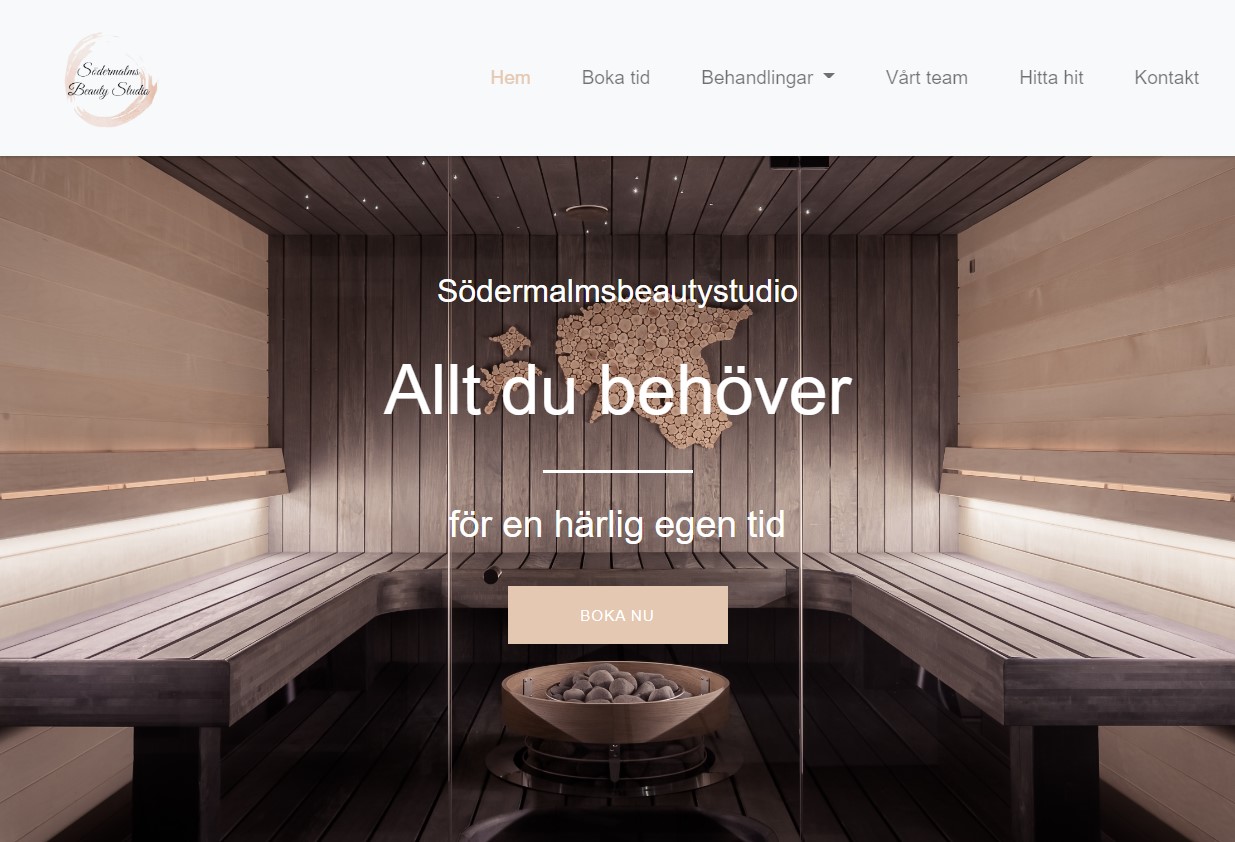 Södermalms
Beauty Studio
Hem Boka tid Behandlingar Vårt team Hitta hit Kontakt
Södermalmsbeautystudio
Allt du behöver
för en härlig egen tid
BOKA NU